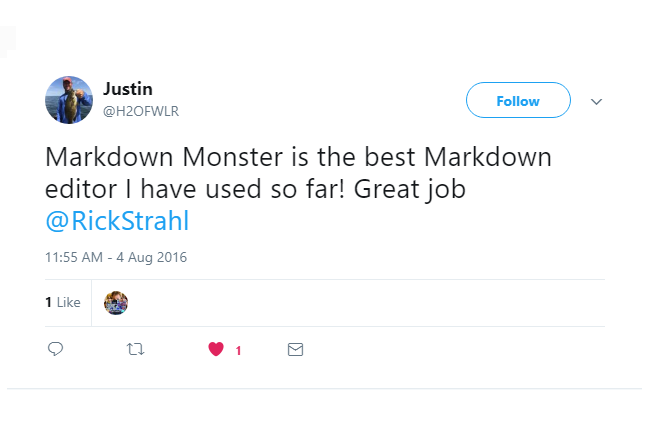 Justin
@H2OFWLR
Follow
Markdown Monster is the best Markdown
editor I have used so far! Great job
@RickStrahl
11:55 AM - 4 Aug 2016
1 Like
1